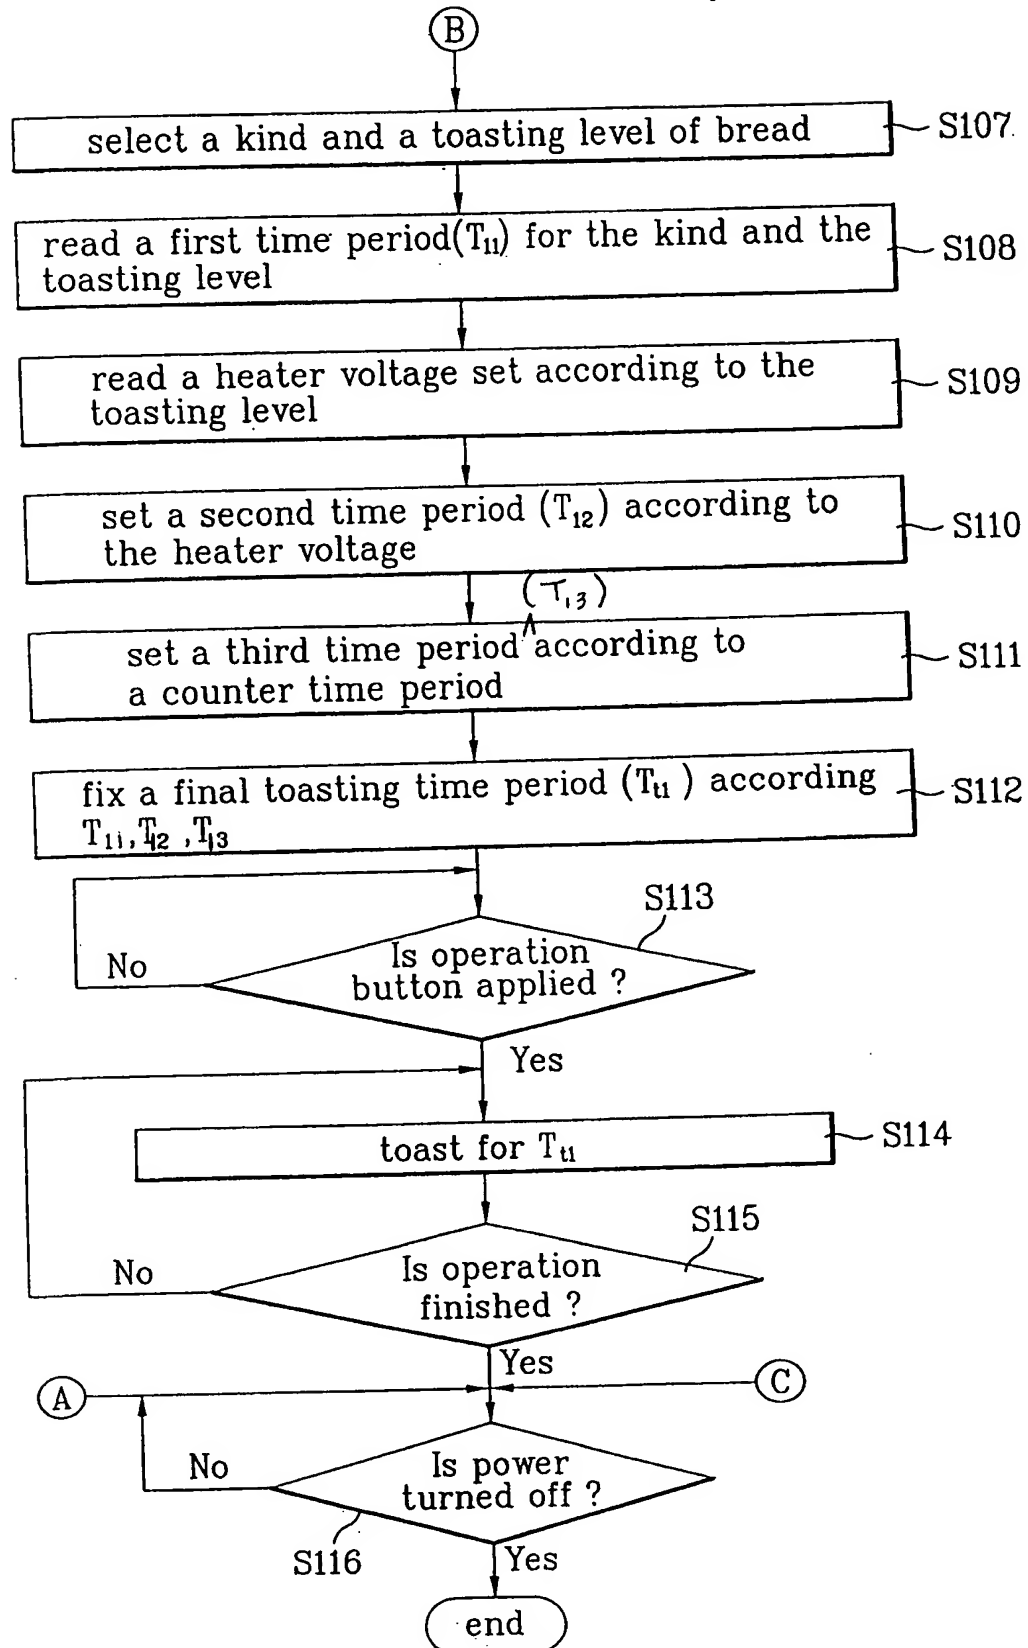 B
select a kind and a toasting level of bread
S107
read a first time period(T11) for the kind and the
toasting level
S108
read a heater voltage set according to the
toasting level
S109
set a second time period (T12) according to
the heater voltage
S110
(T13)
set a third time period according to
a counter time period
S111
fix a final toasting time period (Tt1) according
T11, T12, T13
S112
S113
Is operation
button applied ?
No
Yes
toast for Tt1
S114
S115
Is operation
finished ?
No
Yes
A
C
Is power
turned off ?
No
S116
Yes
end